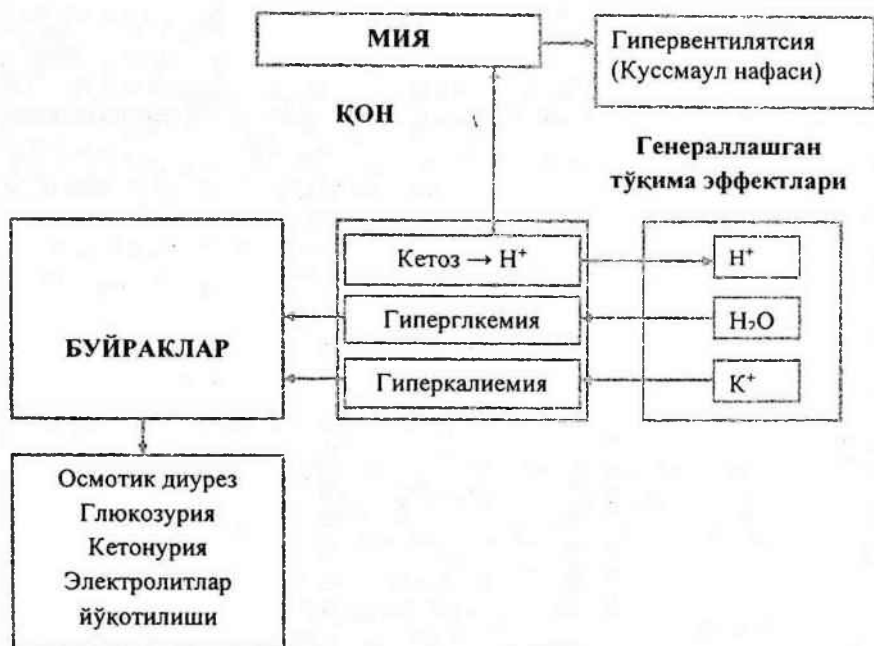 МИЯ
Гипервентилятсия
(Куссмаул нафаси)
ҚОН
Генераллашган
тўқима эффектлари
Кетоз → H⁺
H⁺
БУЙРАКЛАР
Гиперглкемия
H₂O
Гиперкалиемия
K⁺
Осмотик диурез
Глюкозурия
Кетонурия
Электролитлар
йўқотилиши